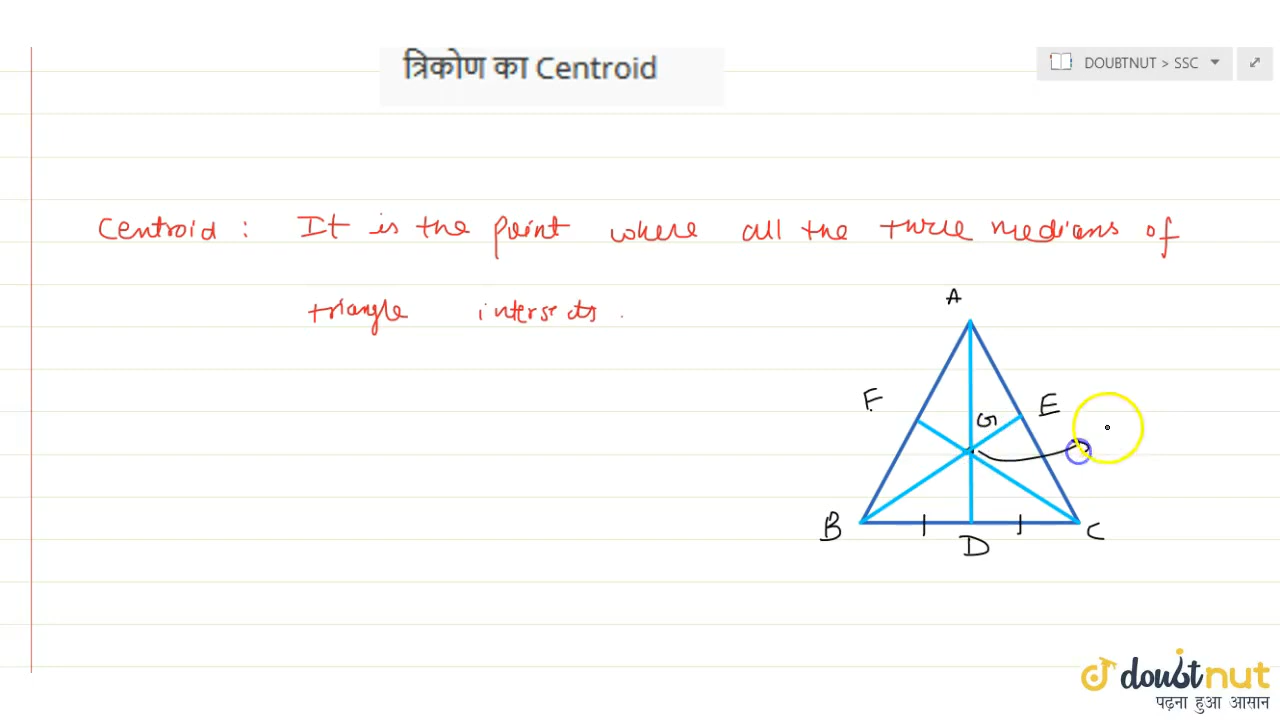 त्रिकोण का Centroid
DOUBTNUT > SSC
Centroid : It is the point where all the three medians of
triangle intersects .
A
F
E
G
B
D
C
doubtnut
पढ़ना हुआ आसान